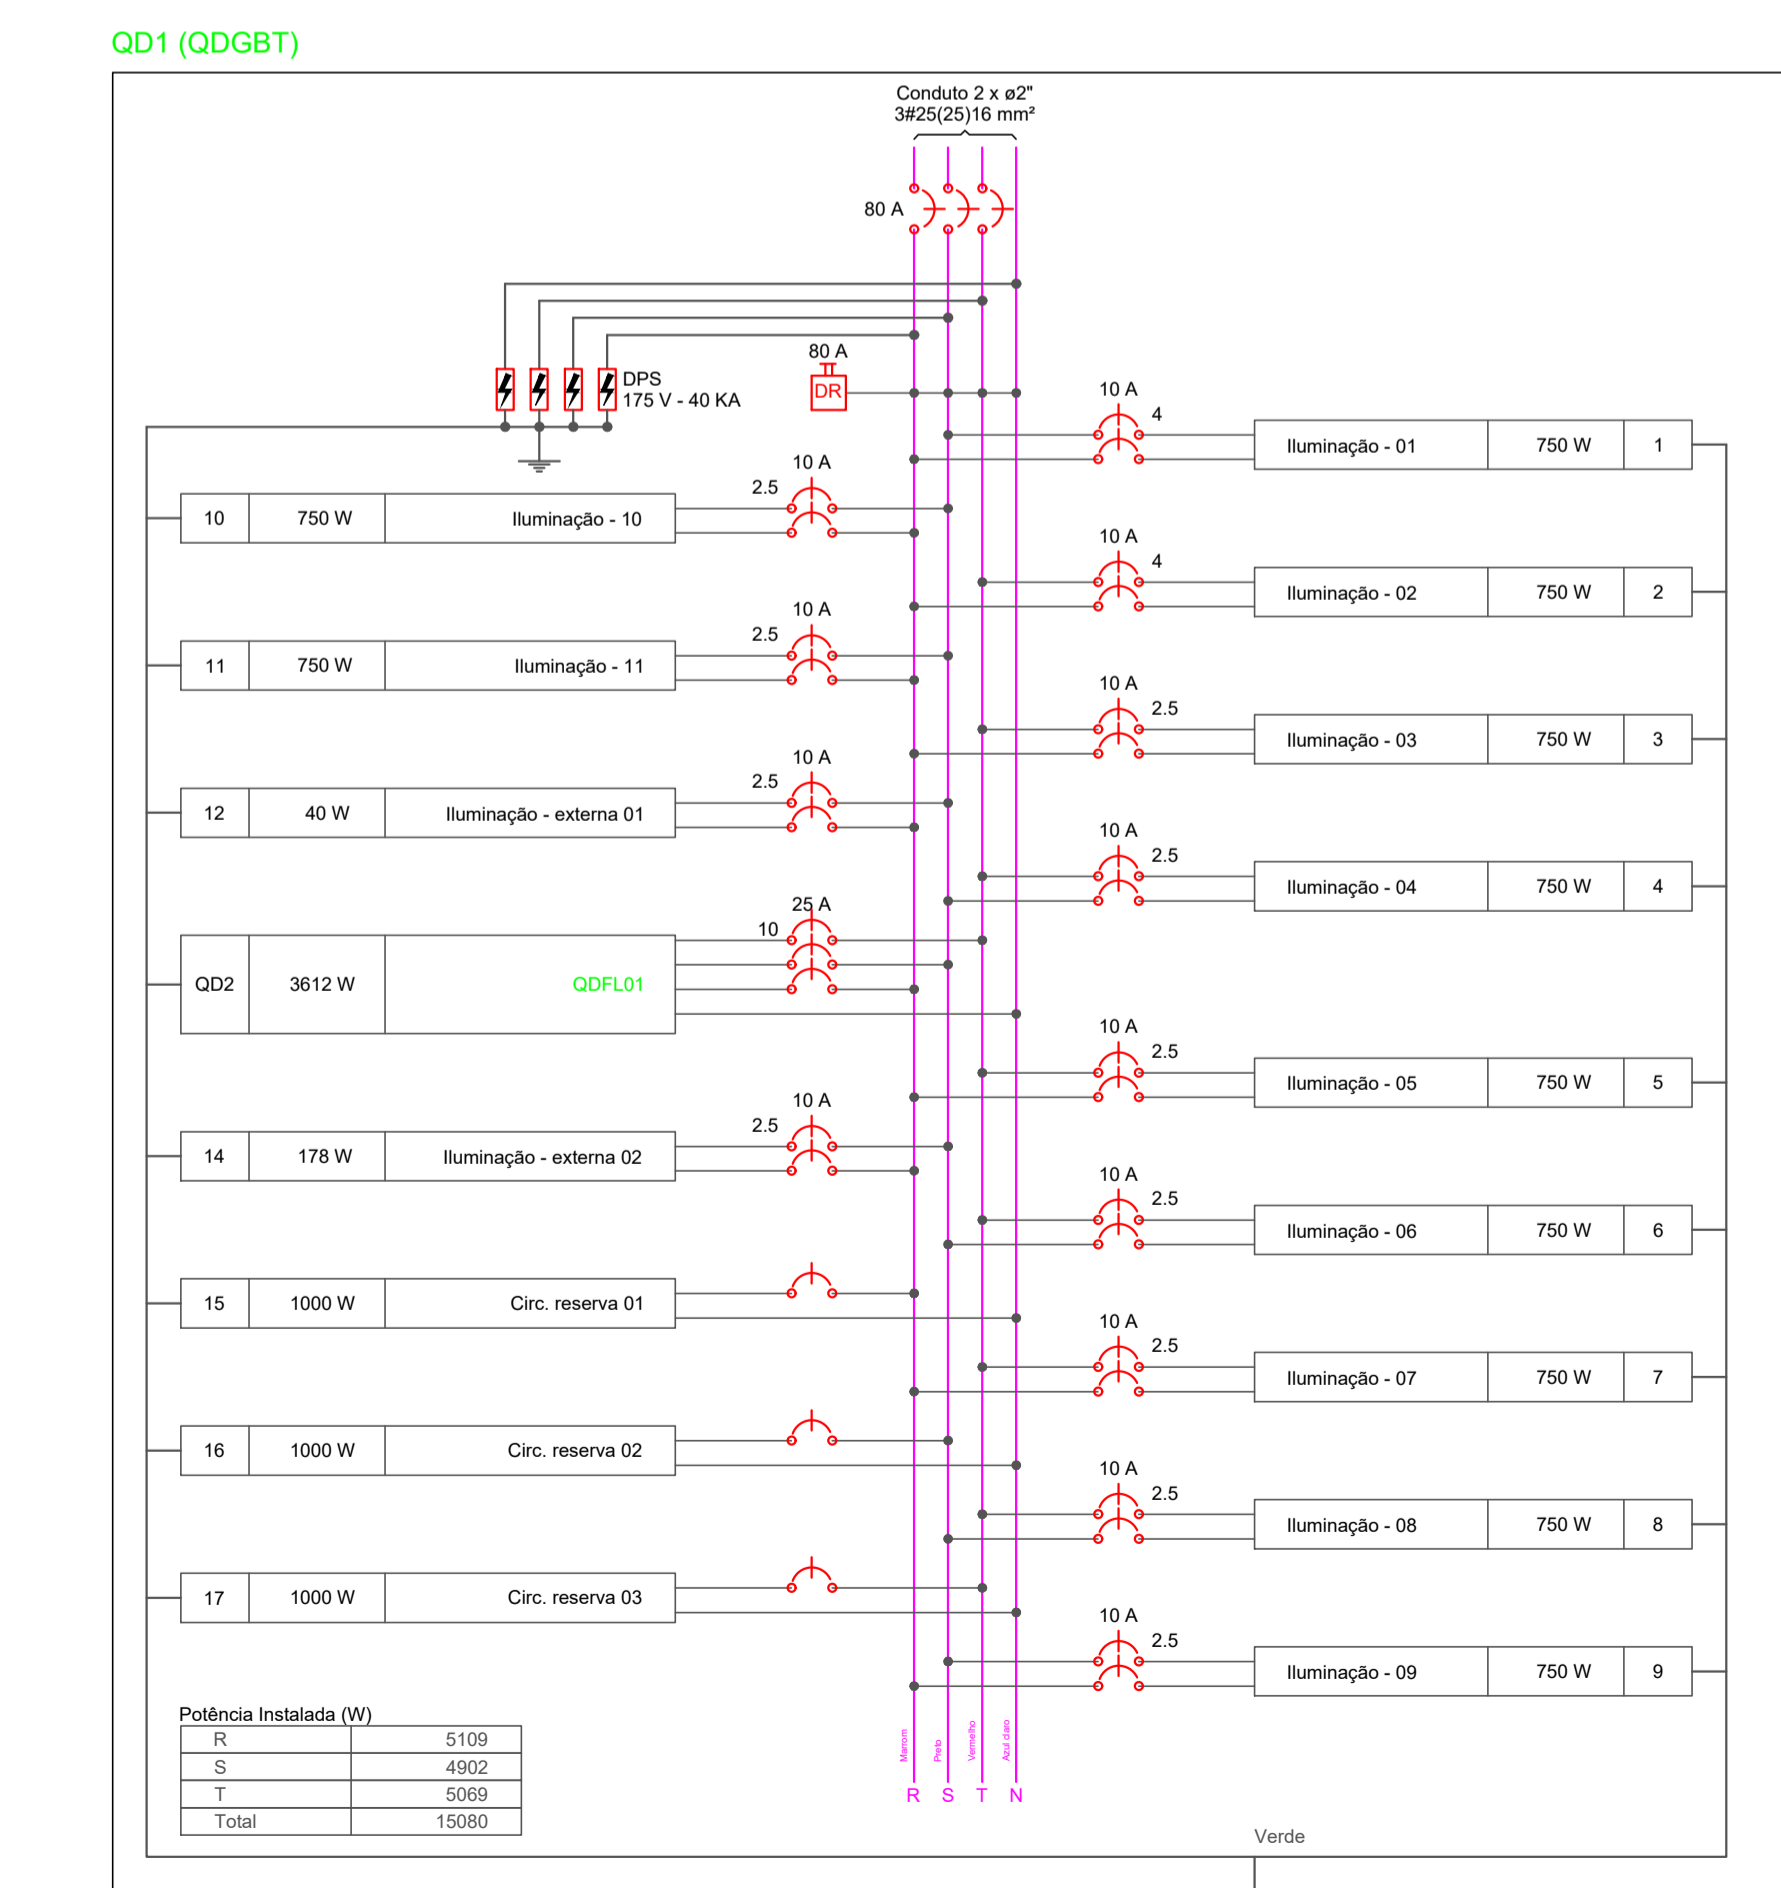 QD1 (QDGBT)
Conduto 2 x ø2"
3#25(25)16 mm²
80 A
80 A
DR
DPS
175 V - 40 KA
10 A
4
Iluminação - 01 750 W 1
10 A
2.5
10 750 W Iluminação - 10
10 A
4
Iluminação - 02 750 W 2
10 A
2.5
11 750 W Iluminação - 11
10 A
2.5
Iluminação - 03 750 W 3
10 A
2.5
12 40 W Iluminação - externa 01
10 A
2.5
Iluminação - 04 750 W 4
25 A
10
QD2 3612 W QDFL01
10 A
2.5
Iluminação - 05 750 W 5
10 A
2.5
14 178 W Iluminação - externa 02
10 A
2.5
Iluminação - 06 750 W 6
15 1000 W Circ. reserva 01
10 A
2.5
Iluminação - 07 750 W 7
16 1000 W Circ. reserva 02
10 A
2.5
Iluminação - 08 750 W 8
17 1000 W Circ. reserva 03
10 A
2.5
Iluminação - 09 750 W 9
Potência Instalada (W)
R 5109
S 4902
T 5069
Total 15080
Marrom
Preto
Vermelho
Azul claro
R S T N
Verde